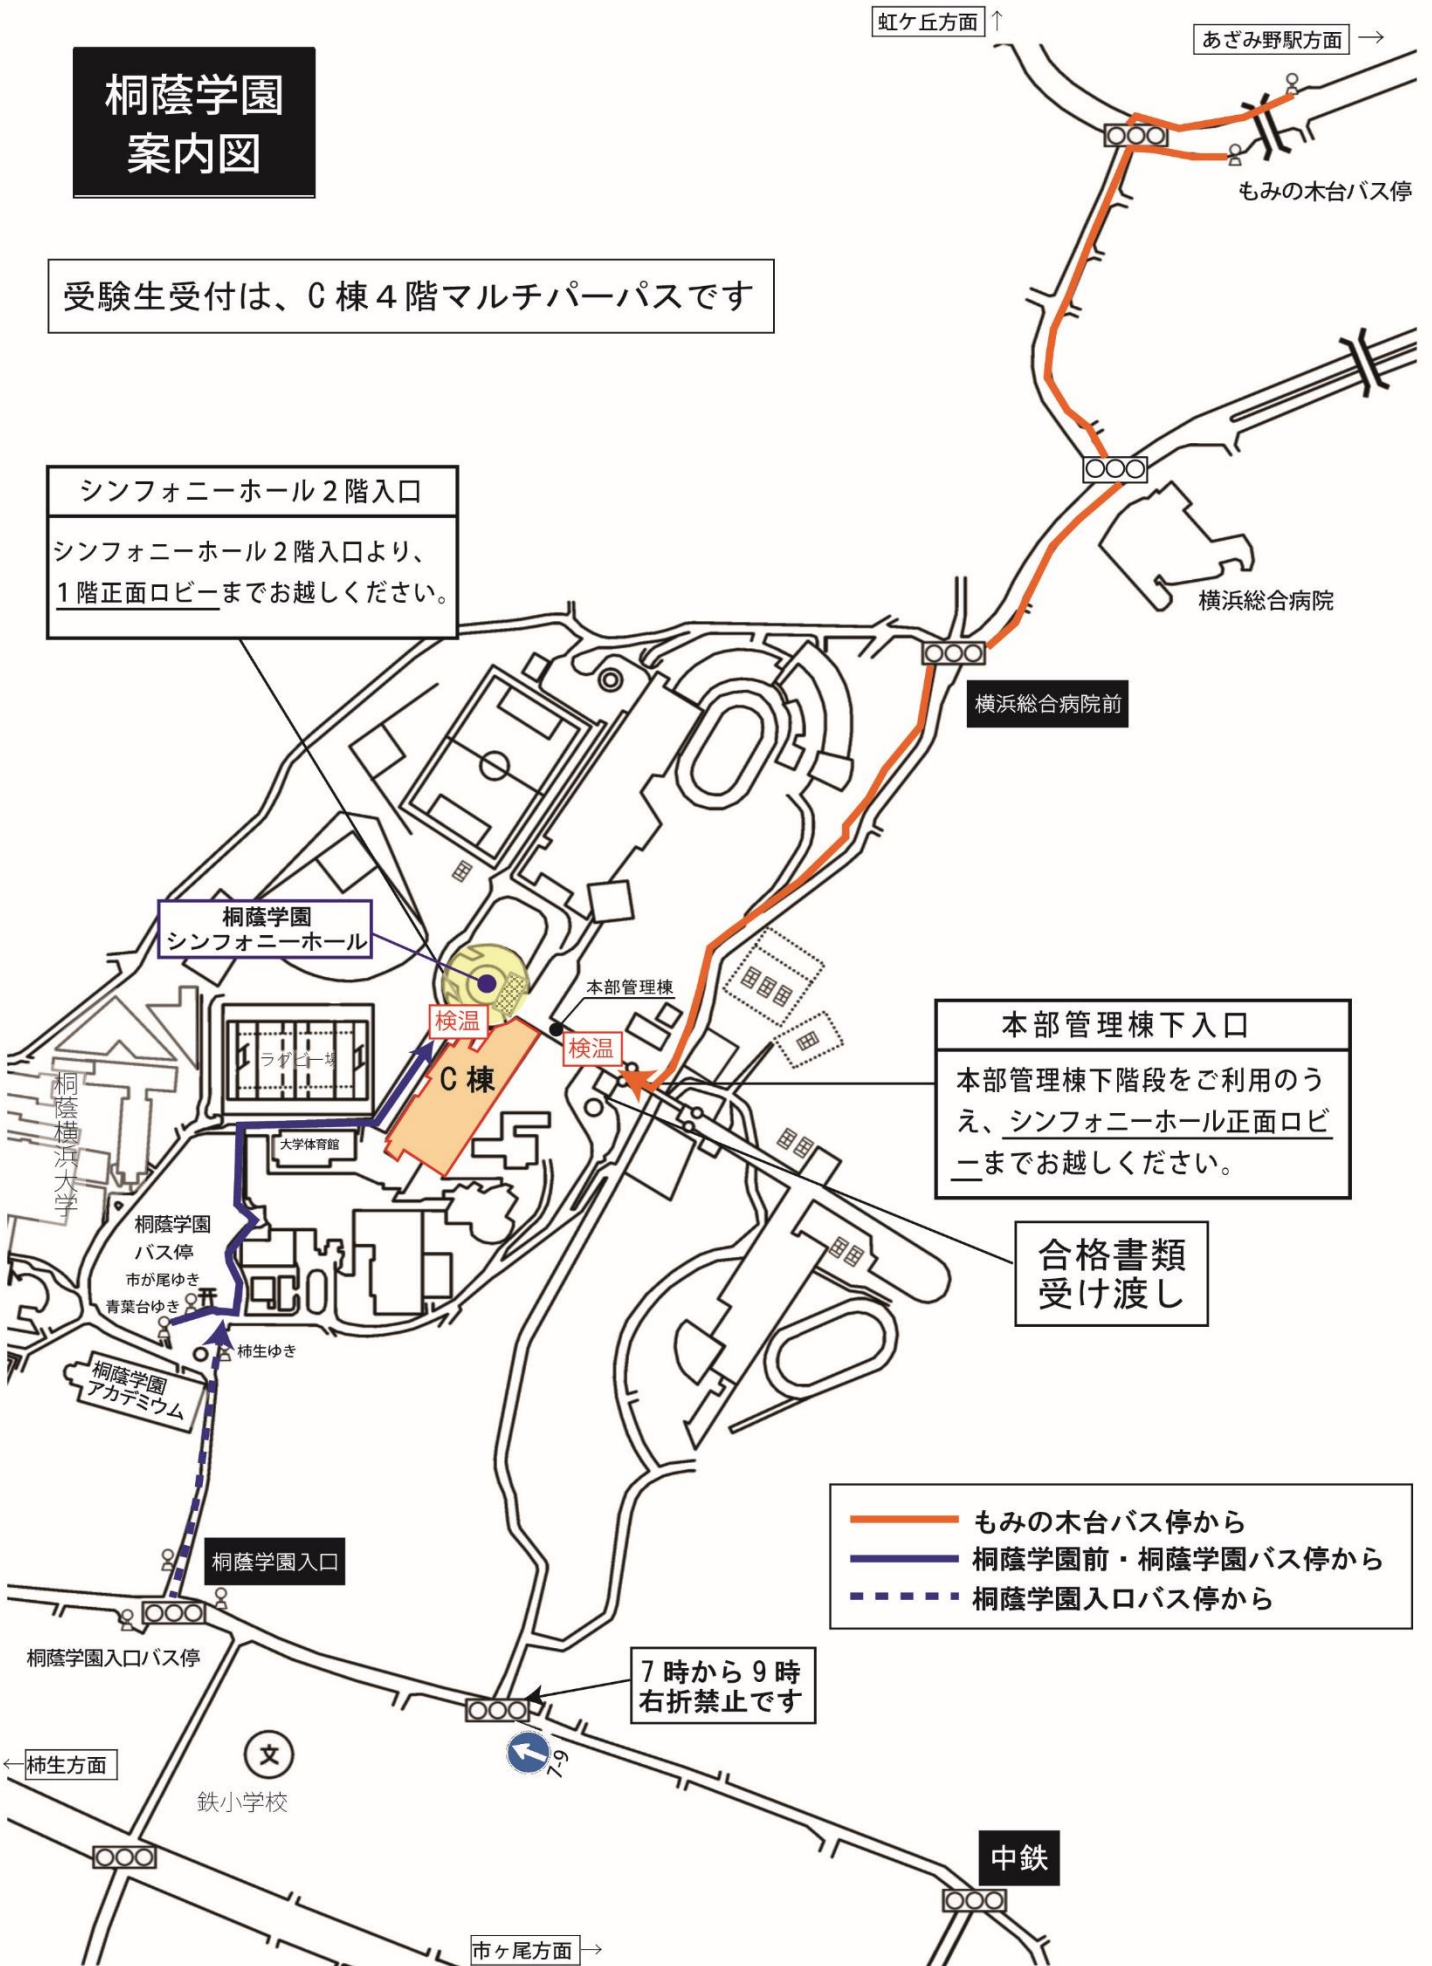 虹ケ丘方面 ↑
あざみ野駅方面 →
桐蔭学園
案内図
もみの木台バス停
受験生受付は、C棟4階マルチパーパスです
シンフォニーホール2階入口
シンフォニーホール2階入口より、
1階正面ロビーまでお越しください。
横浜総合病院
横浜総合病院前
桐蔭学園
シンフォニーホール
本部管理棟
検温
検温
C棟
ラグビー場
大学体育館
桐蔭横浜大学
本部管理棟下入口
本部管理棟下階段をご利用のう
え、シンフォニーホール正面ロビ
ーまでお越しください。
合格書類
受け渡し
桐蔭学園
バス停
市が尾ゆき
青葉台ゆき
柿生ゆき
桐蔭学園
アカデミウム
もみの木台バス停から
桐蔭学園前・桐蔭学園バス停から
桐蔭学園入口バス停から
桐蔭学園入口
桐蔭学園入口バス停
7時から9時
右折禁止です
7-9
←柿生方面
文
鉄小学校
中鉄
市ヶ尾方面→